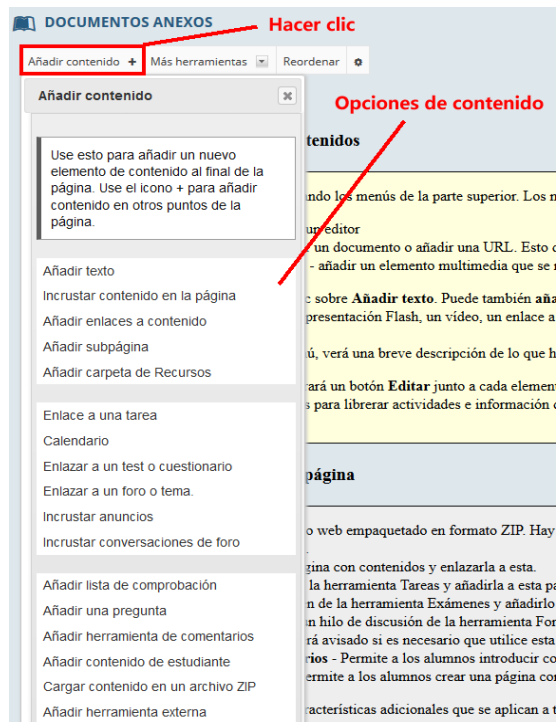 DOCUMENTOS ANEXOS
Hacer clic
Añadir contenido + Más herramientas Reordenar
Añadir contenido
Opciones de contenido
Use esto para añadir un nuevo
elemento de contenido al final de la
página. Use el icono + para añadir
contenido en otros puntos de la
página.
Añadir texto
Incrustar contenido en la página
Añadir enlaces a contenido
Añadir subpágina
Añadir carpeta de Recursos
Enlace a una tarea
Calendario
Enlazar a un test o cuestionario
Enlazar a un foro o tema.
Incrustar anuncios
Incrustar conversaciones de foro
Añadir lista de comprobación
Añadir una pregunta
Añadir herramienta de comentarios
Añadir contenido de estudiante
Cargar contenido en un archivo ZIP
Añadir herramienta externa
tenidos
ndo los menús de la parte superior. Los
un editor
un documento o añadir una URL. Esto
- añadir un elemento multimedia que se
sobre Añadir texto. Puede también
presentación Flash, un vídeo, un enlace a
ú, verá una breve descripción de lo que
ará un botón Editar junto a cada
s para librerar actividades e información
página
o web empaquetado en formato ZIP. Hay
gina con contenidos y enlazarla a esta.
la herramienta Tareas y añadirla a esta
n de la herramienta Exámenes y añadirlo
n hilo de discusión de la herramienta
rá avisado si es necesario que utilice esta
rios - Permite a los alumnos introducir
ermite a los alumnos crear una página
racterísticas adicionales que se aplican a